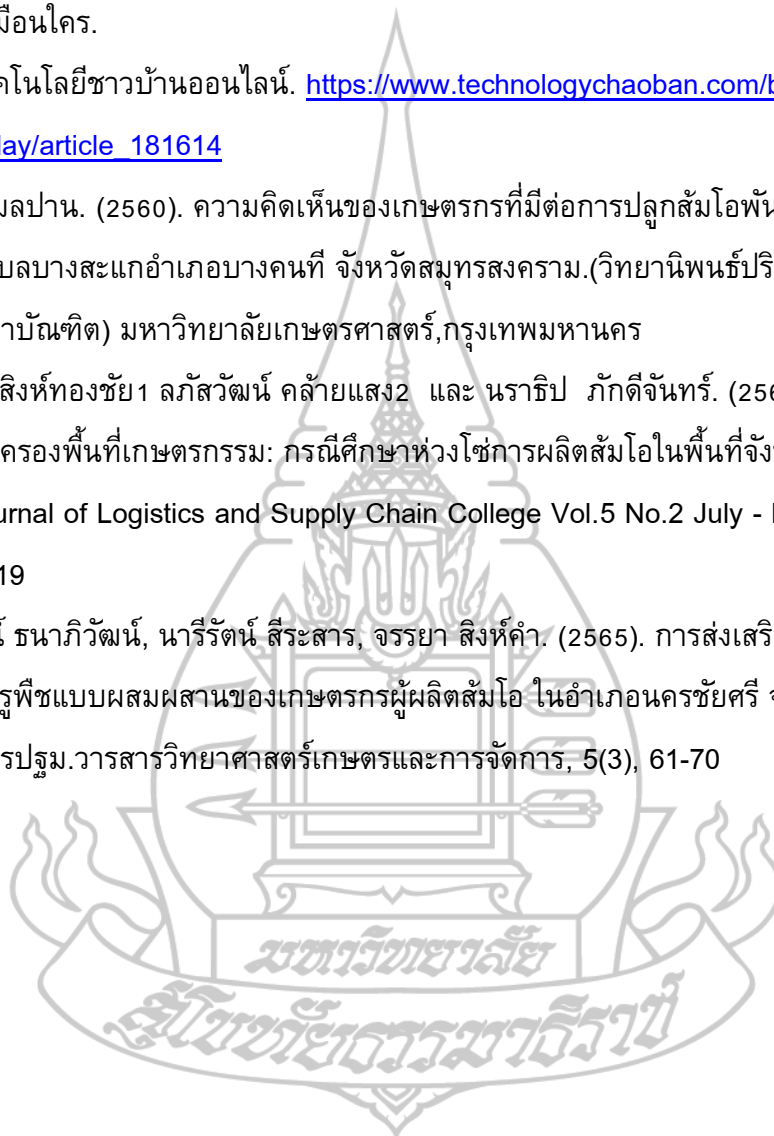 มือนใคร.
คโนโลยีชาวบ้านออนไลน์. https://www.technologychaoban.com/b
lay/article_181614
มลปาน. (2560). ความคิดเห็นของเกษตรกรที่มีต่อการปลูกส้มโอพัน
บลบางสะแกอำเภอบางคนที จังหวัดสมุทรสงคราม.(วิทยานิพนธ์ปริ
าบัณฑิต) มหาวิทยาลัยเกษตรศาสตร์,กรุงเทพมหานคร
สิงห์ทองชัย1 ลภัสวัฒน์ คล้ายแสง2 และ นราธิป ภักดีจันทร์. (256
ครองพื้นที่เกษตรกรรม: กรณีศึกษาห่วงโซ่การผลิตส้มโอในพื้นที่จัง
urnal of Logistics and Supply Chain College Vol.5 No.2 July -
19
น์ ธนาภิวัฒน์, นารีรัตน์ สีระสาร, จรรยา สิงห์คำ. (2565). การส่งเสริ
รูพืชแบบผสมผสานของเกษตรกรผู้ผลิตส้มโอ ในอำเภอนครชัยศรี จ
รปฐม.วารสารวิทยาศาสตร์เกษตรและการจัดการ, 5(3), 61-70
มหาวิทยาลัย
สุโขทัยธรรมาธิราช